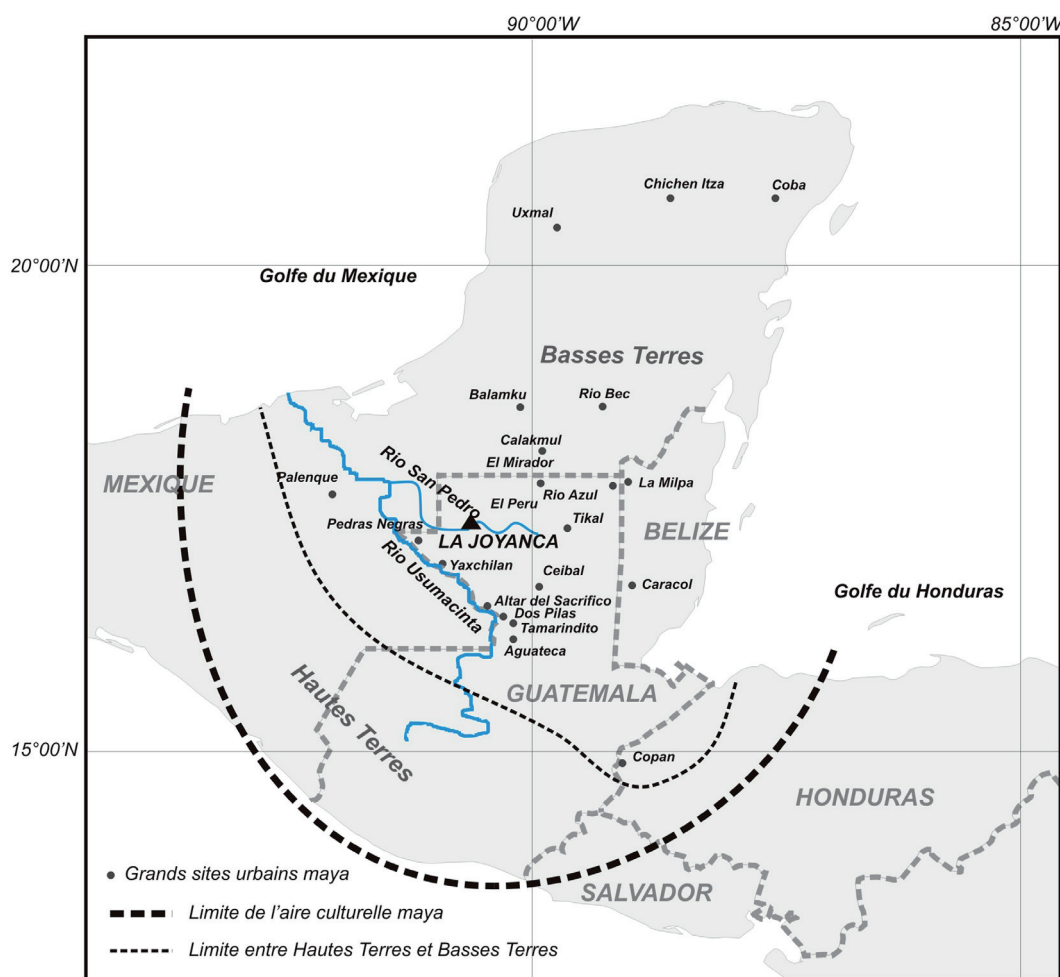 90°00'W
85°00'W
Chichen Itza
Coba
Uxmal
20°00'N
Golfe du Mexique
Basses Terres
Balamku
Rio Bec
Calakmul
El Mirador
Rio San Pedro
MEXIQUE
Palenque
La Milpa
El Peru
Rio Azul
Tikal
Pedras Negras
LA JOYANCA
BELIZE
Rio Usumacinta
Yaxchilan
Ceibal
Caracol
Golfe du Honduras
Altar del Sacrifico
Dos Pilas
Tamarindito
Aguateca
Hautes Terres
GUATEMALA
15°00'N
Copan
HONDURAS
Grands sites urbains maya
SALVADOR
Limite de l'aire culturelle maya
Limite entre Hautes Terres et Basses Terres